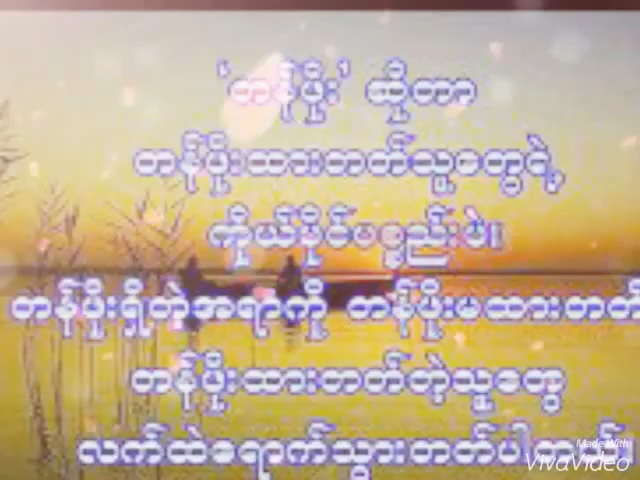 'တန်ဖိုး' ဆိုတာ
တန်ဖိုးထားတတ်သူတွေရဲ့
ကိုယ်ပိုင်ပစ္စည်းပဲ။
တန်ဖိုးရှိတဲ့အရာကို တန်ဖိုးမထားတတ်
တန်ဖိုးထားတတ်တဲ့သူတွေ
လက်ထဲရောက်သွားတတ်ပါသည်။
Made With
VivaVideo